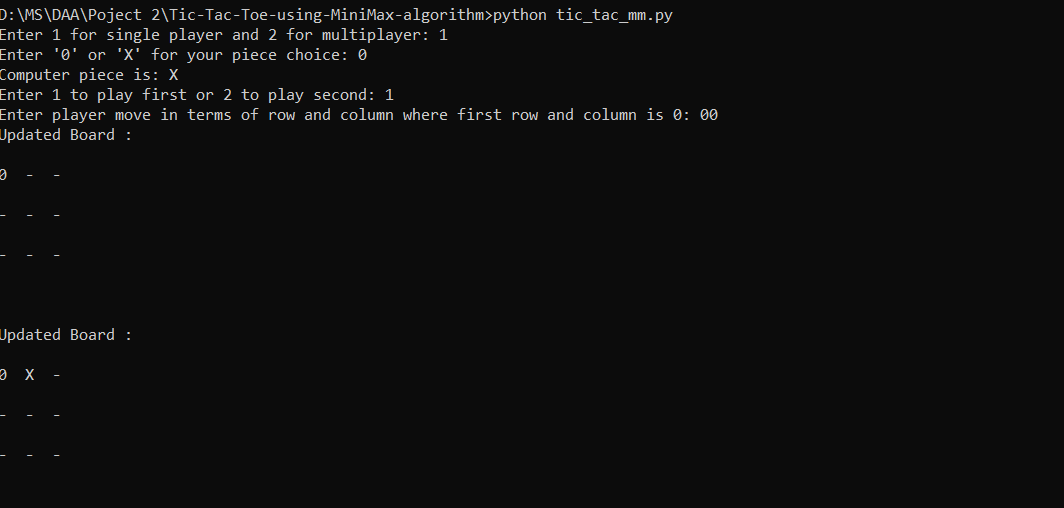 D:\MS\DAA\Poject 2\Tic-Tac-Toe-using-MiniMax-algorithm>python tic_tac_mm.py
Enter 1 for single player and 2 for multiplayer: 1
Enter '0' or 'X' for your piece choice: 0
Computer piece is: X
Enter 1 to play first or 2 to play second: 1
Enter player move in terms of row and column where first row and column is 0: 00
Updated Board :
0 - -
- - -
- - -
Updated Board :
0 X -
- - -
- - -